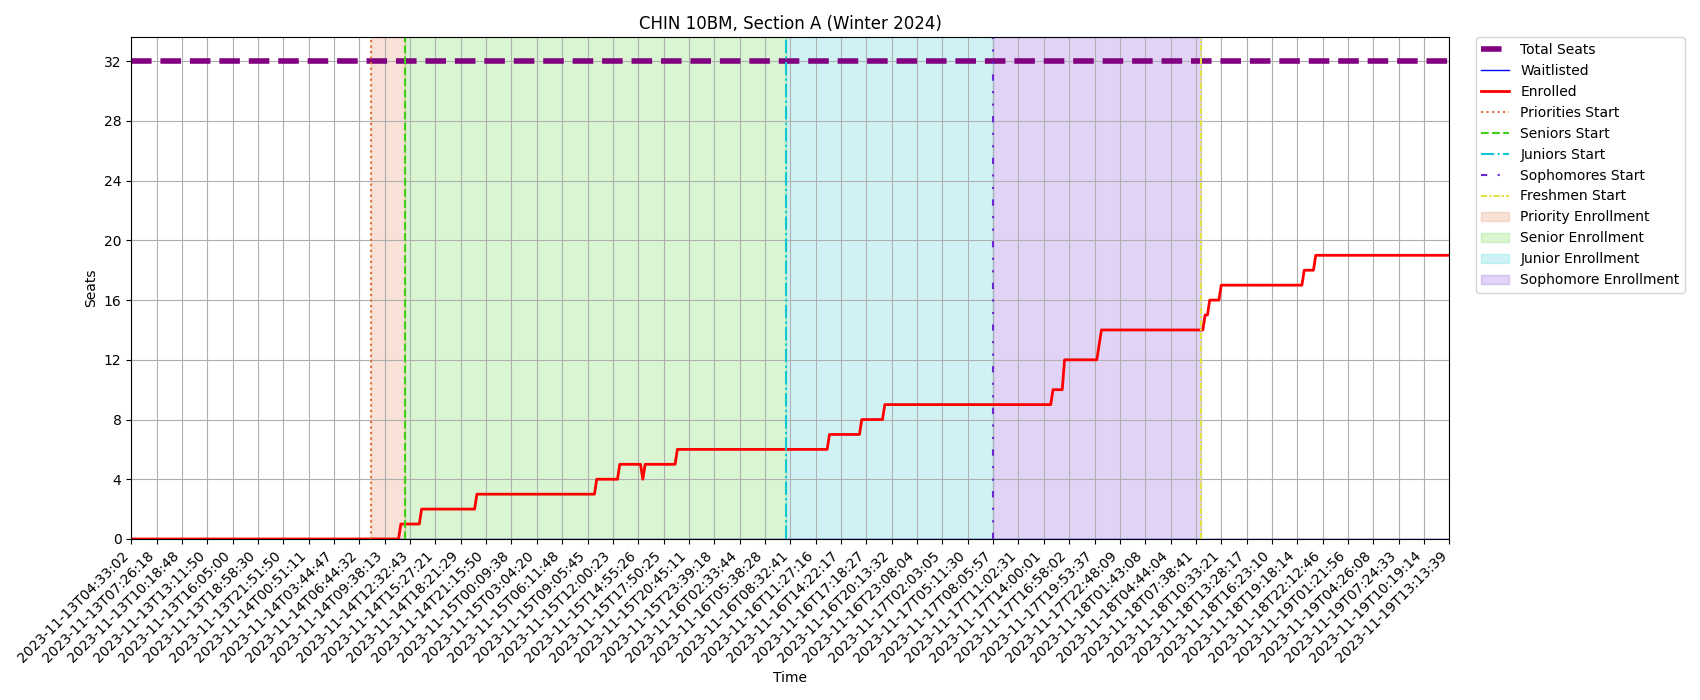 CHIN 10BM, Section A (Winter 2024)
Seats
32
28
24
20
16
12
8
4
0
2023-11-13T04:33:02
2023-11-13T07:26:18
2023-11-13T10:18:48
2023-11-13T13:11:50
2023-11-13T16:05:00
2023-11-13T18:58:30
2023-11-13T21:51:50
2023-11-14T00:51:11
2023-11-14T03:44:47
2023-11-14T06:44:32
2023-11-14T09:38:13
2023-11-14T12:32:43
2023-11-14T15:27:21
2023-11-14T18:21:29
2023-11-14T21:15:50
2023-11-15T00:09:38
2023-11-15T03:04:20
2023-11-15T06:11:48
2023-11-15T09:05:45
2023-11-15T12:00:23
2023-11-15T14:55:26
2023-11-15T17:50:25
2023-11-15T20:45:11
2023-11-15T23:39:18
2023-11-16T02:33:44
2023-11-16T05:38:28
2023-11-16T08:32:41
2023-11-16T11:27:16
2023-11-16T14:22:17
2023-11-16T17:18:27
2023-11-16T20:13:32
2023-11-16T23:08:04
2023-11-17T02:03:05
2023-11-17T05:11:30
2023-11-17T08:05:57
2023-11-17T11:02:31
2023-11-17T14:00:01
2023-11-17T16:58:02
2023-11-17T19:53:37
2023-11-17T22:48:09
2023-11-18T01:43:08
2023-11-18T04:44:04
2023-11-18T07:38:41
2023-11-18T10:33:21
2023-11-18T13:28:17
2023-11-18T16:23:10
2023-11-18T19:18:14
2023-11-18T22:12:46
2023-11-19T01:21:56
2023-11-19T04:26:08
2023-11-19T07:24:33
2023-11-19T10:19:14
2023-11-19T13:13:39
Time
Total Seats
Waitlisted
Enrolled
Priorities Start
Seniors Start
Juniors Start
Sophomores Start
Freshmen Start
Priority Enrollment
Senior Enrollment
Junior Enrollment
Sophomore Enrollment